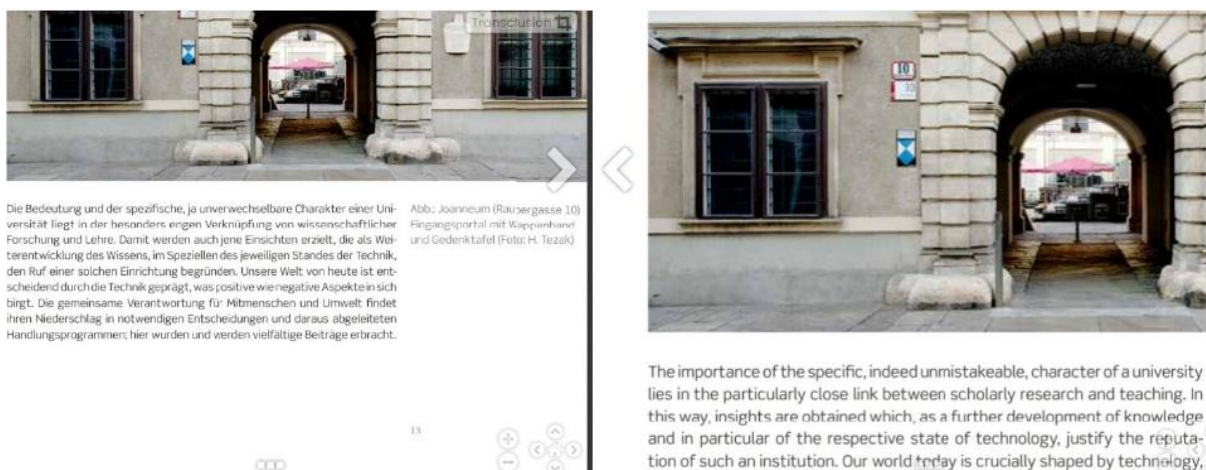 Transclusion
Die Bedeutung und der spezifische, ja unverwechselbare Charakter einer Uni-
versität liegt in der besonders engen Verknüpfung von wissenschaftlicher
Forschung und Lehre. Damit werden auch jene Einsichten erzielt, die als Wei-
terentwicklung des Wissens, im Speziellen des jeweiligen Standes der Technik,
den Ruf einer solchen Einrichtung begründen. Unsere Welt von heute ist ent-
scheidend durch die Technik geprägt, was positive wie negative Aspekte in sich
birgt. Die gemeinsame Verantwortung für Mitmenschen und Umwelt findet
ihren Niederschlag in notwendigen Entscheidungen und daraus abgeleiteten
Handlungsprogrammen; hier wurden und werden vielfältige Beiträge erbracht.
Abb.: Joanneum (Raubergasse 10)
Eingangsportal mit Wappenband
und Gedenktafel (Foto: H. Tezak)
13
10
10
The importance of the specific, indeed unmistakeable, character of a university
lies in the particularly close link between scholarly research and teaching. In
this way, insights are obtained which, as a further development of knowledge
and in particular of the respective state of technology, justify the reputa-
tion of such an institution. Our world today is crucially shaped by technology,